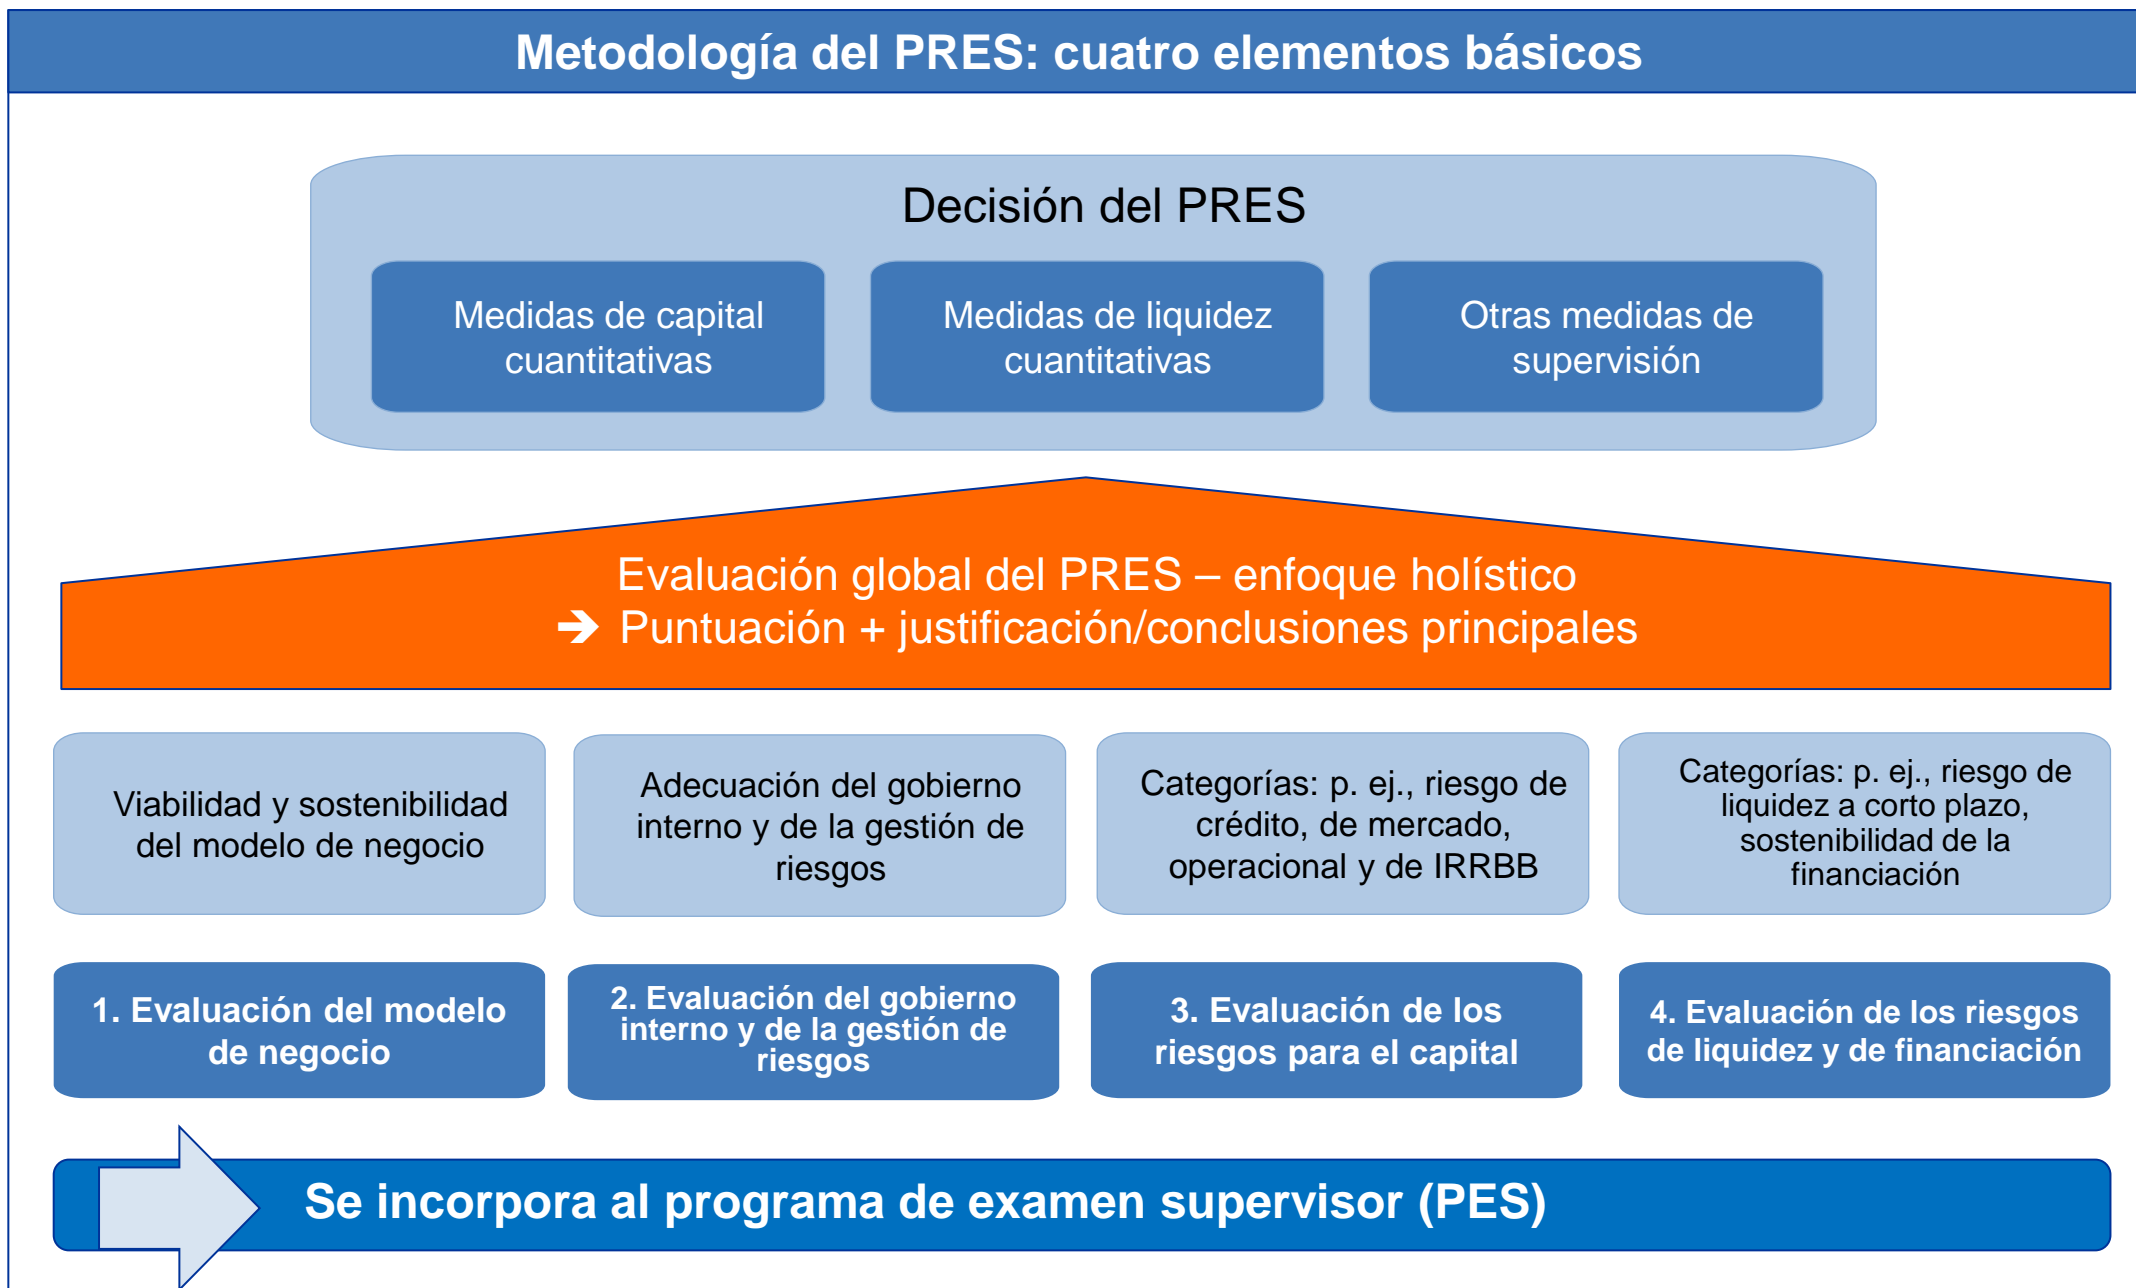 Metodología del PRES: cuatro elementos básicos
Decisión del PRES
Medidas de capital
cuantitativas
Medidas de liquidez
cuantitativas
Otras medidas de
supervisión
Evaluación global del PRES – enfoque holístico
➔ Puntuación + justificación/conclusiones principales
Viabilidad y sostenibilidad
del modelo de negocio
Adecuación del gobierno
interno y de la gestión de
riesgos
Categorías: p. ej., riesgo de
crédito, de mercado,
operacional y de IRRBB
Categorías: p. ej., riesgo de
liquidez a corto plazo,
sostenibilidad de la
financiación
1. Evaluación del modelo
de negocio
2. Evaluación del gobierno
interno y de la gestión de
riesgos
3. Evaluación de los
riesgos para el capital
4. Evaluación de los riesgos
de liquidez y de financiación
Se incorpora al programa de examen supervisor (PES)